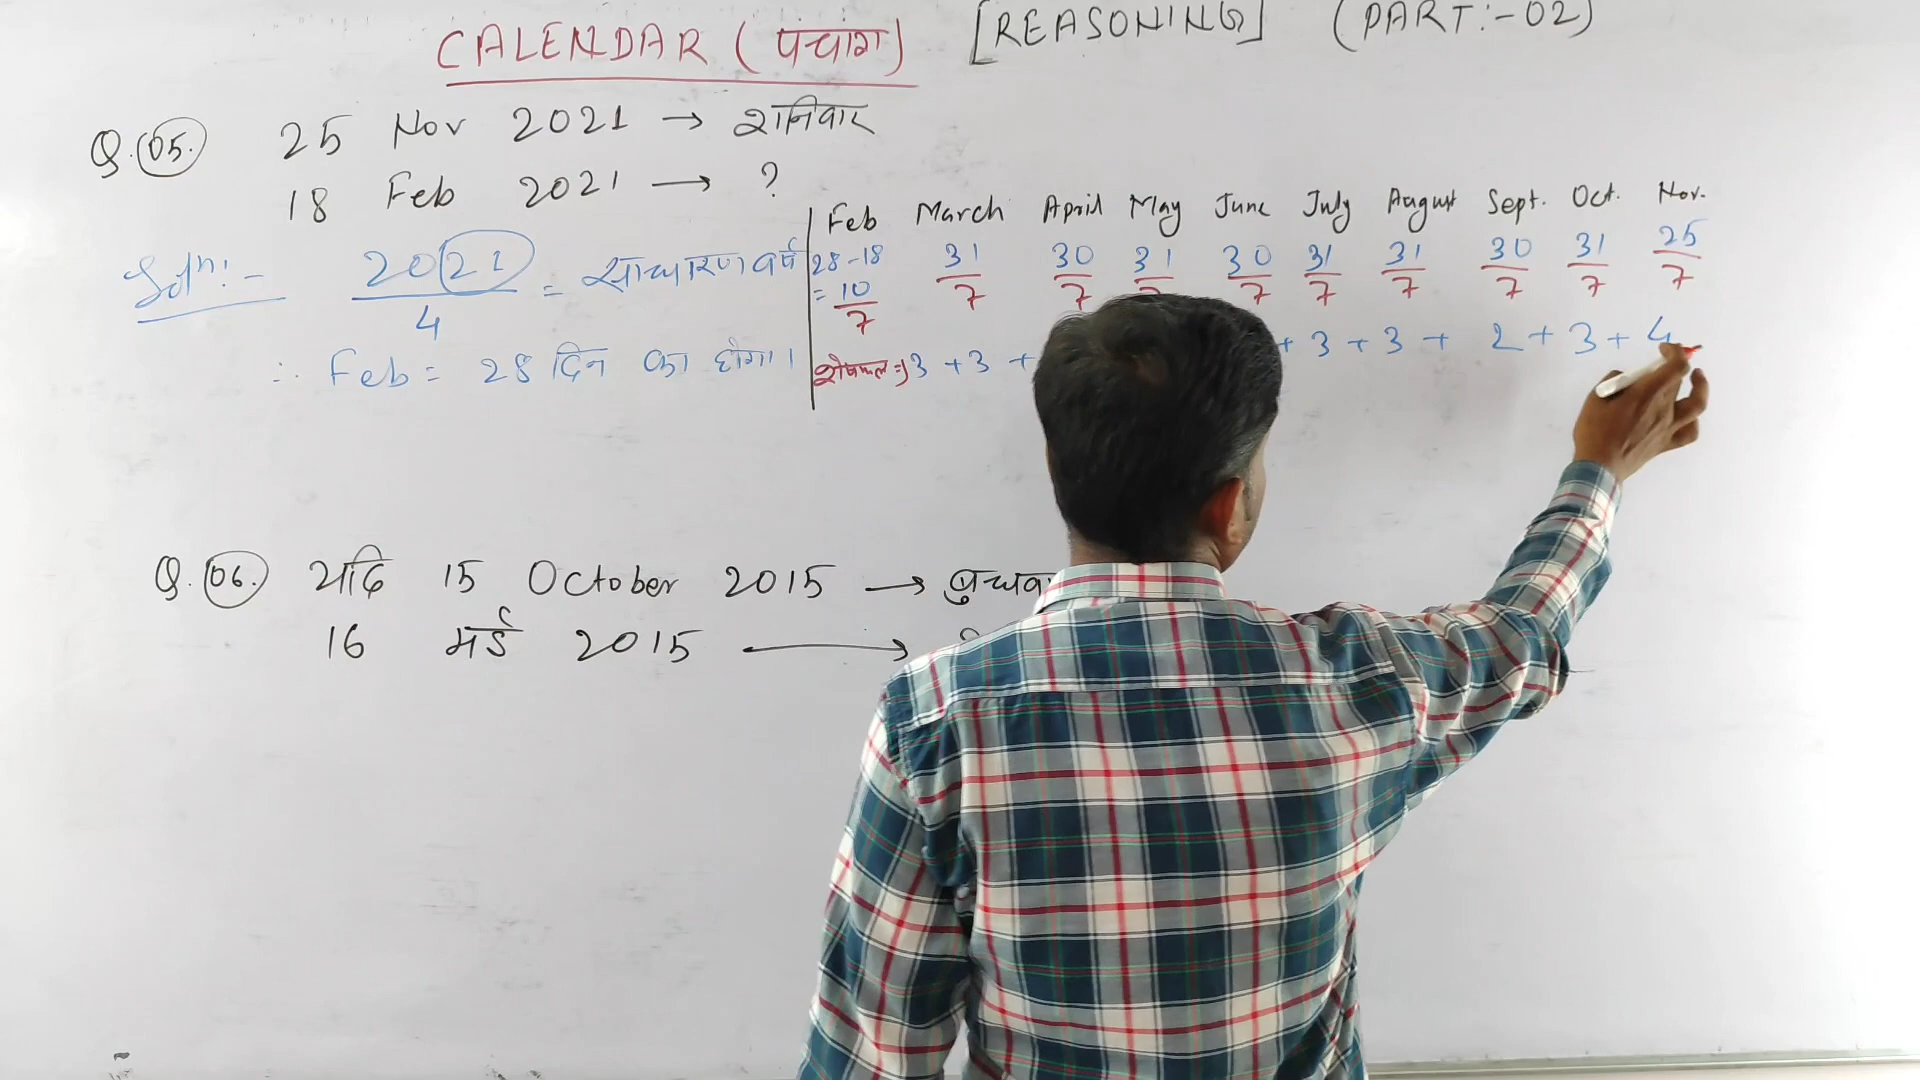 CALENDAR (पंचांग) [REASONING] (PART:-02)
Q.05. 25 Nov 2021 → शनिवार
18 Feb 2021 → ?
Feb March April May June July August Sept. Oct. Nov.
Soln:- 2021/4 = साधारण वर्ष
28-18 = 10/7 31/7 30/7 31/7 30/7 31/7 31/7 30/7 31/7 25/7
∴ Feb = 28 दिन का होगा।
शेषफल => 3 + 3 + + 3 + 3 + 2 + 3 + 4
Q.06. यदि 15 October 2015 →
16 मई 2015 →